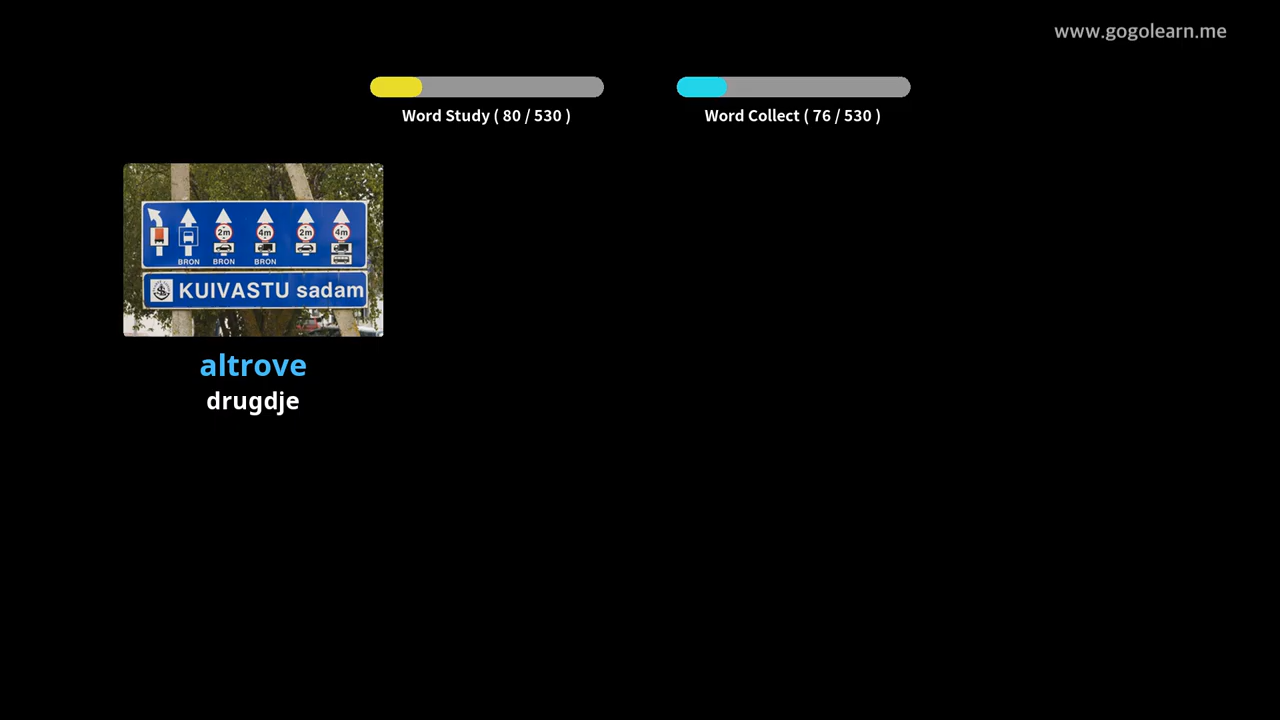 www.gogolearn.me
Word Study ( 80 / 530 )
Word Collect ( 76 / 530 )
2m
4m
2m
4m
BRON
BRON
BRON
KUIVASTU sadam
altrove
drugdje